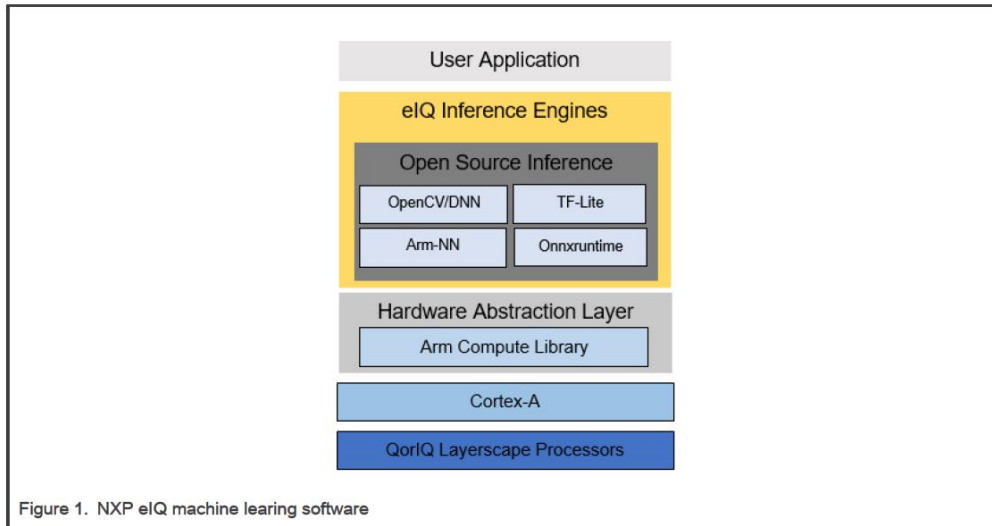 User Application
eIQ Inference Engines
Open Source Inference
OpenCV/DNN
TF-Lite
Arm-NN
Onnxruntime
Hardware Abstraction Layer
Arm Compute Library
Cortex-A
QorIQ Layerscape Processors
Figure 1. NXP eIQ machine learing software